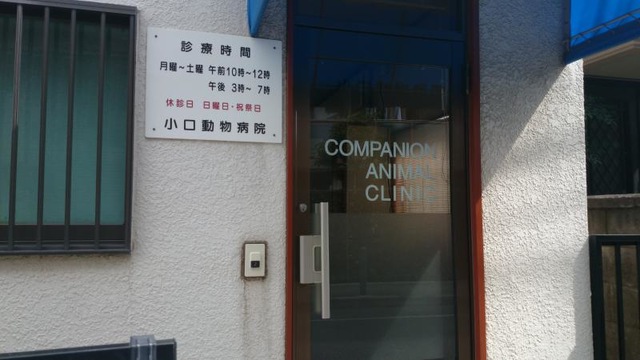 診療時間
月曜～土曜 午前10時～12時
午後 3時～ 7時
休診日 日曜日・祝祭日
小口動物病院
COMPANION
ANIMAL
CLINIC